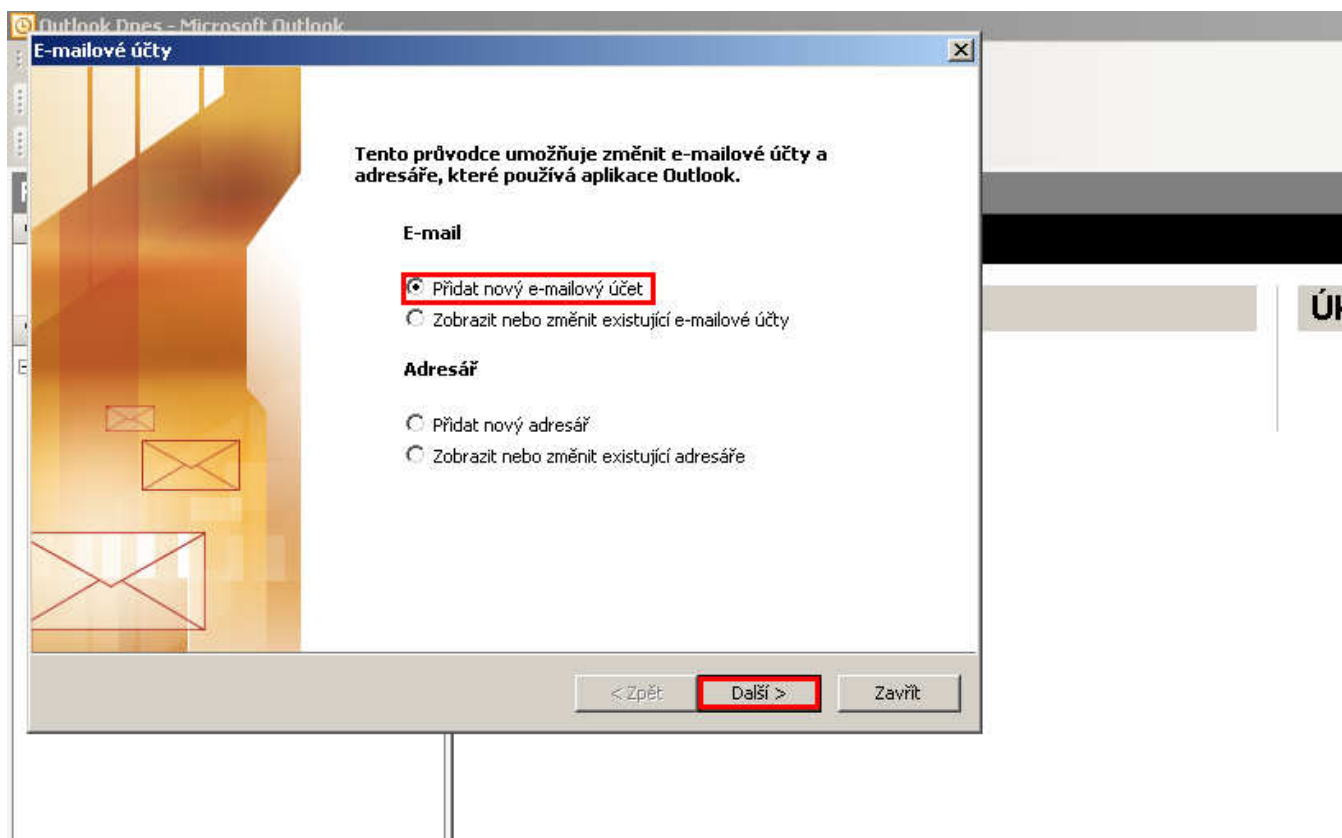 Outlook Dnes - Microsoft Outlook
E-mailové účty
Tento průvodce umožňuje změnit e-mailové účty a
adresáře, které používá aplikace Outlook.
E-mail
Přidat nový e-mailový účet
Zobrazit nebo změnit existující e-mailové účty
Adresář
Přidat nový adresář
Zobrazit nebo změnit existující adresáře
< Zpět
Další >
Zavřít